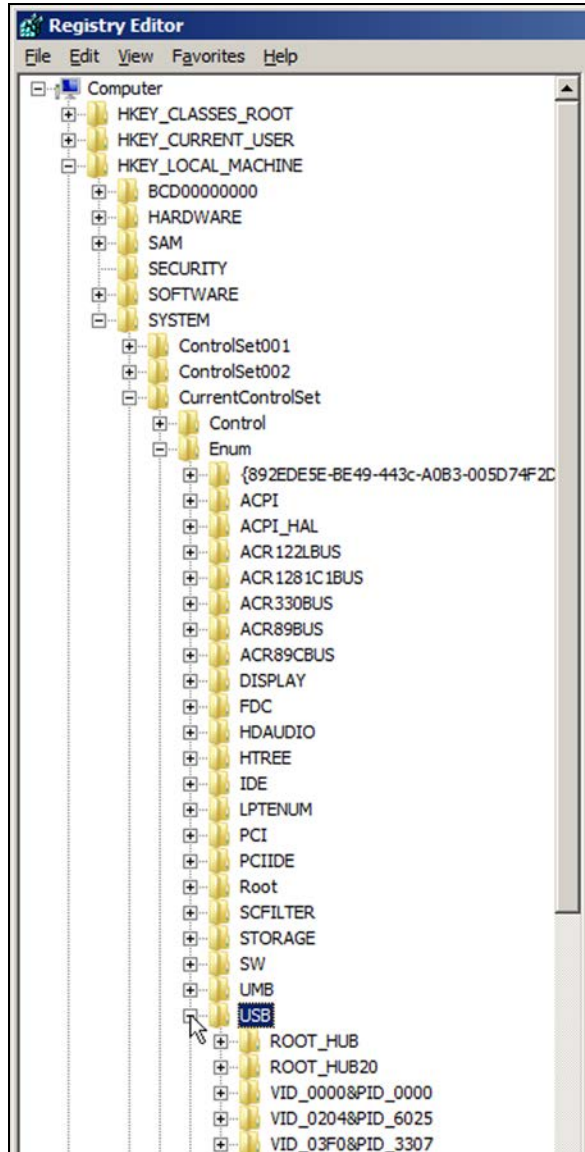 Registry Editor
File Edit View Favorites Help
Computer
HKEY_CLASSES_ROOT
HKEY_CURRENT_USER
HKEY_LOCAL_MACHINE
BCD00000000
HARDWARE
SAM
SECURITY
SOFTWARE
SYSTEM
ControlSet001
ControlSet002
CurrentControlSet
Control
Enum
{892EDE5E-BE49-443c-A0B3-005D74F2D
ACPI
ACPI_HAL
ACR122LBUS
ACR1281C1BUS
ACR330BUS
ACR89BUS
ACR89CBUS
DISPLAY
FDC
HDAUDIO
HTREE
IDE
LPTENUM
PCI
PCIIDE
Root
SCFILTER
STORAGE
SW
UMB
USB
ROOT_HUB
ROOT_HUB20
VID_0000&PID_0000
VID_0204&PID_6025
VID_03F0&PID_3307